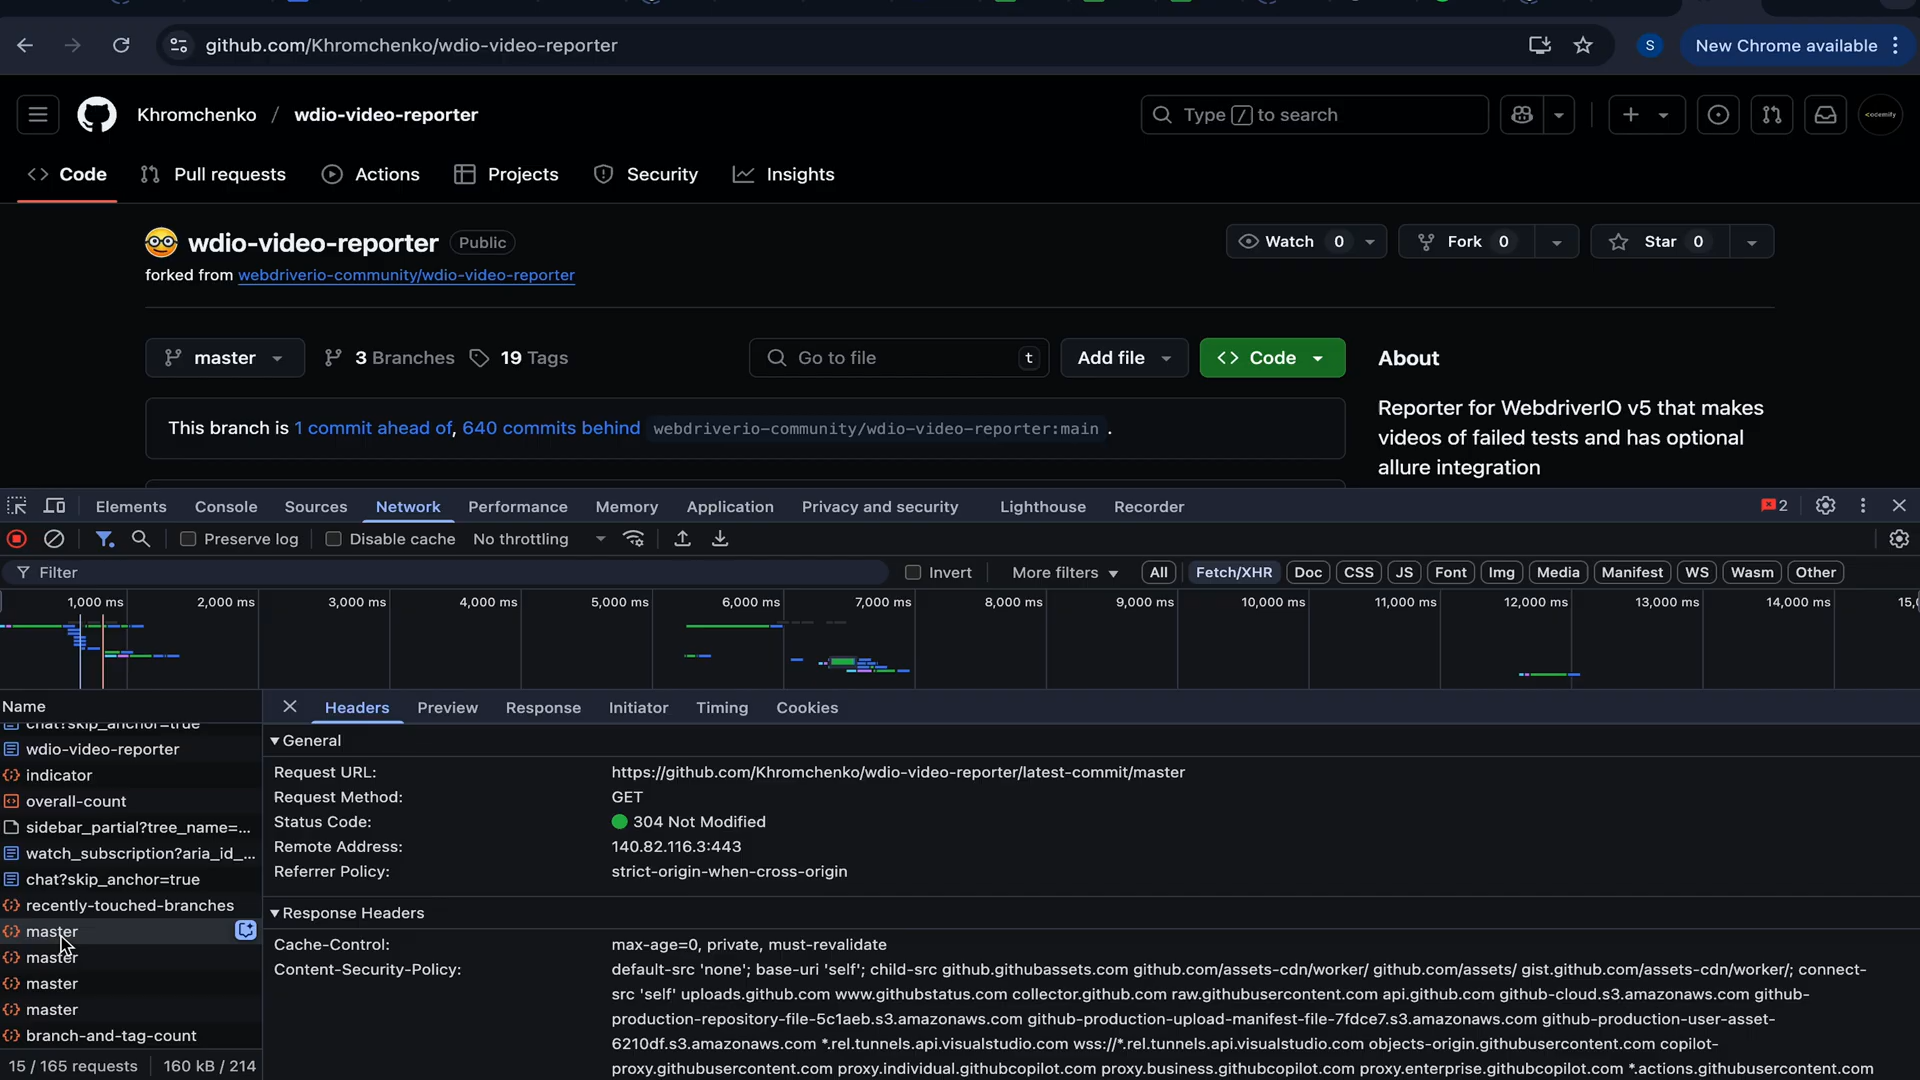 github.com/Khromchenko/wdio-video-reporter
S
New Chrome available
Khromchenko / wdio-video-reporter
Type / to search
<codemify
Code
Pull requests
Actions
Projects
Security
Insights
wdio-video-reporter
Public
Watch 0
Fork 0
Star 0
forked from webdriverio-community/wdio-video-reporter
master
3 Branches
19 Tags
Go to file
t
Add file
Code
About
This branch is 1 commit ahead of, 640 commits behind webdriverio-community/wdio-video-reporter:main .
Reporter for WebdriverIO v5 that makes
videos of failed tests and has optional
allure integration
Elements
Console
Sources
Network
Performance
Memory
Application
Privacy and security
Lighthouse
Recorder
2
Preserve log
Disable cache
No throttling
Filter
Invert
More filters
All
Fetch/XHR
Doc
CSS
JS
Font
Img
Media
Manifest
WS
Wasm
Other
1,000 ms
2,000 ms
3,000 ms
4,000 ms
5,000 ms
6,000 ms
7,000 ms
8,000 ms
9,000 ms
10,000 ms
11,000 ms
12,000 ms
13,000 ms
14,000 ms
Name
chat?skip_anchor=true
wdio-video-reporter
indicator
overall-count
sidebar_partial?tree_name=...
watch_subscription?aria_id_...
chat?skip_anchor=true
recently-touched-branches
master
master
master
master
branch-and-tag-count
15 / 165 requests
160 kB / 214
Headers
Preview
Response
Initiator
Timing
Cookies
General
Request URL: https://github.com/Khromchenko/wdio-video-reporter/latest-commit/master
Request Method: GET
Status Code: 304 Not Modified
Remote Address: 140.82.116.3:443
Referrer Policy: strict-origin-when-cross-origin
Response Headers
Cache-Control: max-age=0, private, must-revalidate
Content-Security-Policy: default-src 'none'; base-uri 'self'; child-src github.githubassets.com github.com/assets-cdn/worker/ github.com/assets/ gist.github.com/assets-cdn/worker/; connect-
src 'self' uploads.github.com www.githubstatus.com collector.github.com raw.githubusercontent.com api.github.com github-cloud.s3.amazonaws.com github-
production-repository-file-5c1aeb.s3.amazonaws.com github-production-upload-manifest-file-7fdce7.s3.amazonaws.com github-production-user-asset-
6210df.s3.amazonaws.com *.rel.tunnels.api.visualstudio.com wss://*.rel.tunnels.api.visualstudio.com objects-origin.githubusercontent.com copilot-
proxy.githubusercontent.com proxy.individual.githubcopilot.com proxy.business.githubcopilot.com proxy.enterprise.githubcopilot.com *.actions.githubusercontent.com